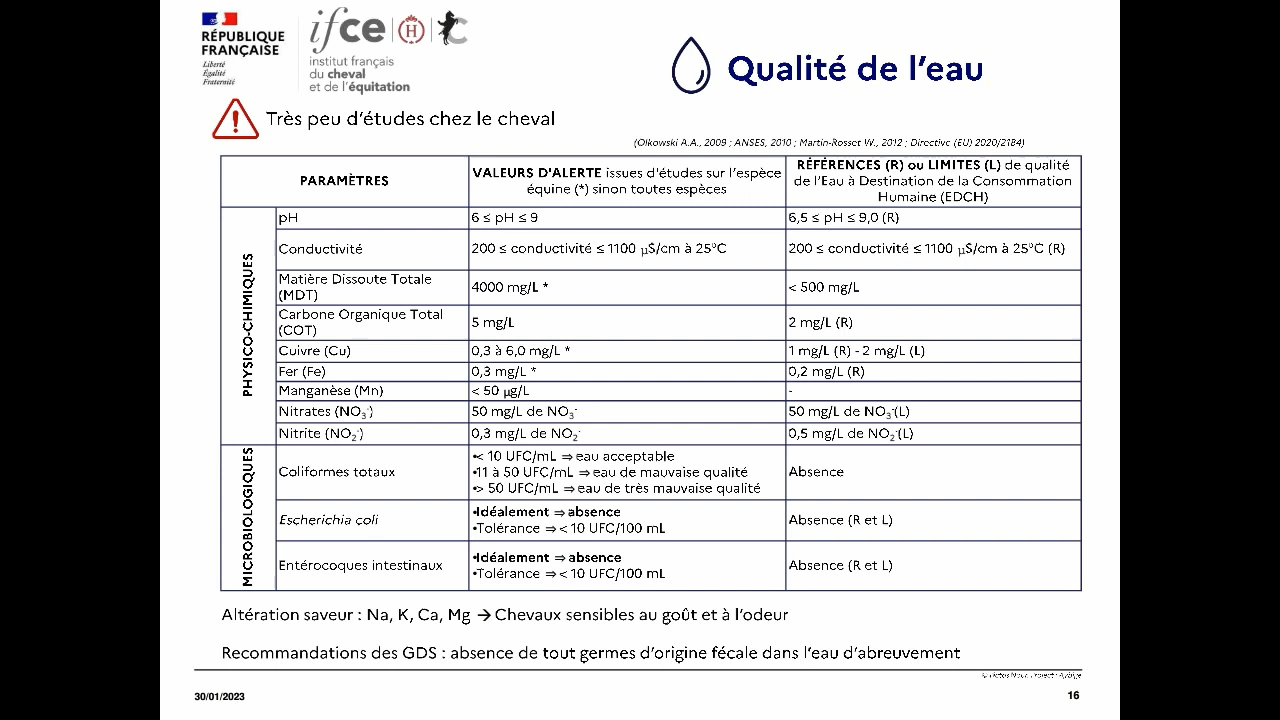 RÉPUBLIQUE
FRANÇAISE
Liberté
Égalité
Fraternité
ifce
institut français
du cheval
et de l'équitation
Qualité de l'eau
Très peu d'études chez le cheval
(Olkowski A.A., 2009 ; ANSES, 2010 ; Martin-Rosset W., 2012 ; Directive (EU) 2020/2184)
PARAMÈTRES
VALEURS D'ALERTE issues d'études sur l'espèce
équine (*) sinon toutes espèces
RÉFÉRENCES (R) ou LIMITES (L) de qualité
de l'Eau à Destination de la Consommation
Humaine (EDCH)
PHYSICO-CHIMIQUES
pH
6 ≤ pH ≤ 9
6,5 ≤ pH ≤ 9,0 (R)
Conductivité
200 ≤ conductivité ≤ 1100 µS/cm à 25°C
200 ≤ conductivité ≤ 1100 µS/cm à 25°C (R)
Matière Dissoute Totale
(MDT)
4000 mg/L *
< 500 mg/L
Carbone Organique Total
(COT)
5 mg/L
2 mg/L (R)
Cuivre (Cu)
0,3 à 6,0 mg/L *
1 mg/L (R) - 2 mg/L (L)
Fer (Fe)
0,3 mg/L *
0,2 mg/L (R)
Manganèse (Mn)
< 50 µg/L
-
Nitrates (NO₃⁻)
50 mg/L de NO₃⁻
50 mg/L de NO₃⁻(L)
Nitrite (NO₂⁻)
0,3 mg/L de NO₂⁻
0,5 mg/L de NO₂⁻(L)
MICROBIOLOGIQUES
Coliformes totaux
•< 10 UFC/mL ⇒ eau acceptable
•11 à 50 UFC/mL ⇒ eau de mauvaise qualité
•> 50 UFC/mL ⇒ eau de très mauvaise qualité
Absence
Escherichia coli
•Idéalement ⇒ absence
•Tolérance ⇒ < 10 UFC/100 mL
Absence (R et L)
Entérocoques intestinaux
•Idéalement ⇒ absence
•Tolérance ⇒ < 10 UFC/100 mL
Absence (R et L)
Altération saveur : Na, K, Ca, Mg → Chevaux sensibles au goût et à l'odeur
Recommandations des GDS : absence de tout germes d'origine fécale dans l'eau d'abreuvement
30/01/2023
16